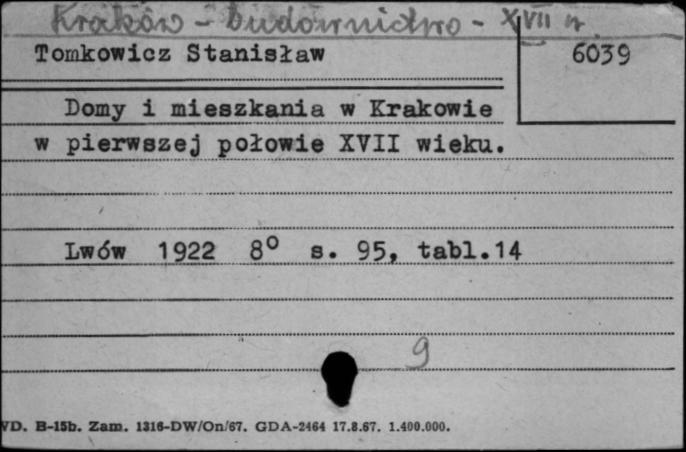 Kraków - budownictwo - XVII w.
Tomkowicz Stanisław
6039
Domy i mieszkania w Krakowie
w pierwszej połowie XVII wieku.
Lwów 1922 8° s. 95, tabl.14
9
VD. B-15b. Zam. 1316-DW/On/67. GDA-2464 17.8.67. 1.400.000.